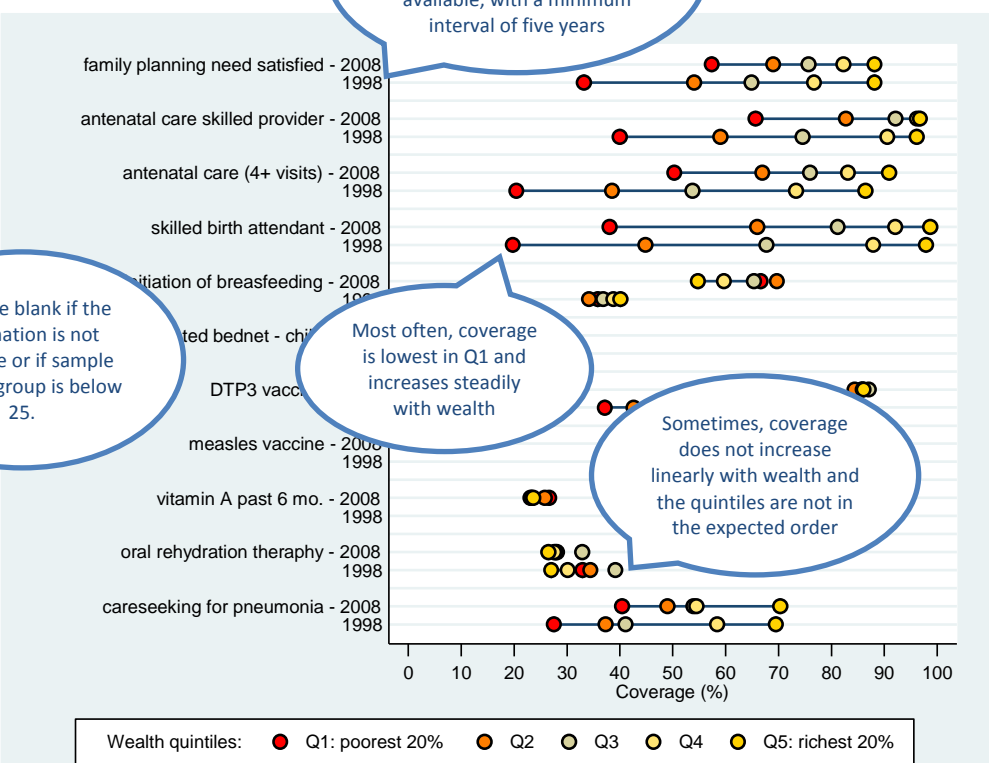 available, with a minimum
interval of five years
family planning need satisfied - 2008
1998
antenatal care skilled provider - 2008
1998
antenatal care (4+ visits) - 2008
1998
skilled birth attendant - 2008
1998
itiation of breasfeeding - 2008
ted bednet - chi
DTP3 vacc
measles vaccine - 2008
1998
vitamin A past 6 mo. - 2008
1998
oral rehydration theraphy - 2008
1998
careseeking for pneumonia - 2008
1998
e blank if the
ation is not
e or if sample
group is below
25.
Most often, coverage
is lowest in Q1 and
increases steadily
with wealth
Sometimes, coverage
does not increase
linearly with wealth and
the quintiles are not in
the expected order
0 10 20 30 40 50 60 70 80 90 100
Coverage (%)
Wealth quintiles: Q1: poorest 20% Q2 Q3 Q4 Q5: richest 20%